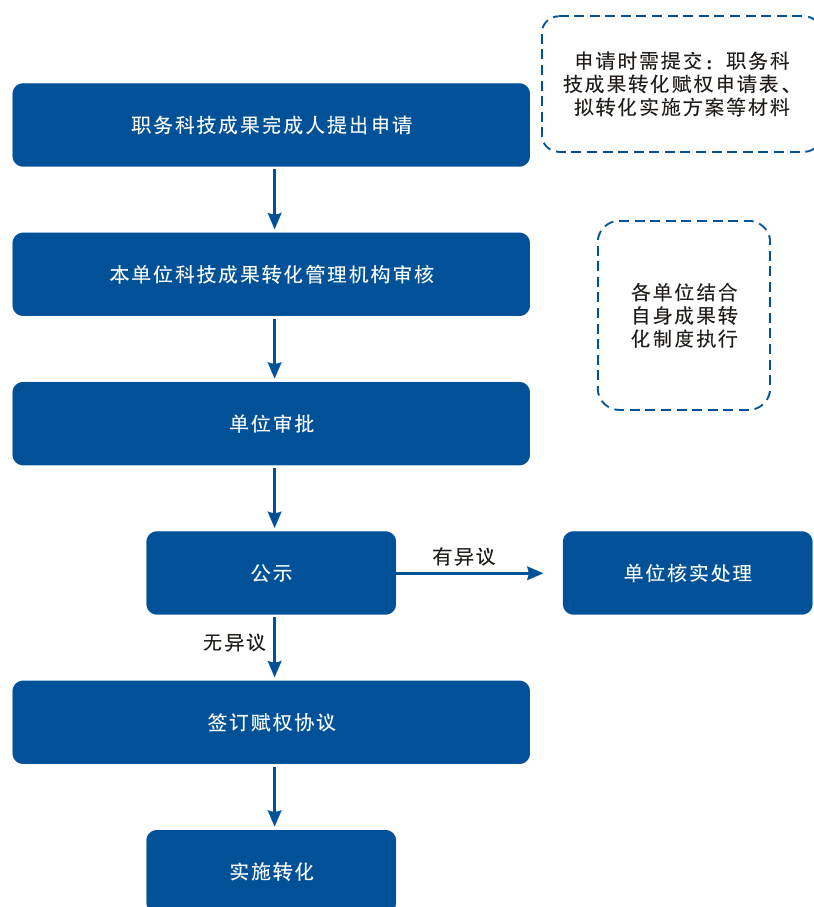 申请时需提交：职务科
技成果转化赋权申请表、
拟转化实施方案等材料
职务科技成果完成人提出申请
本单位科技成果转化管理机构审核
各单位结合
自身成果转
化制度执行
单位审批
公示
有异议
单位核实处理
无异议
签订赋权协议
实施转化